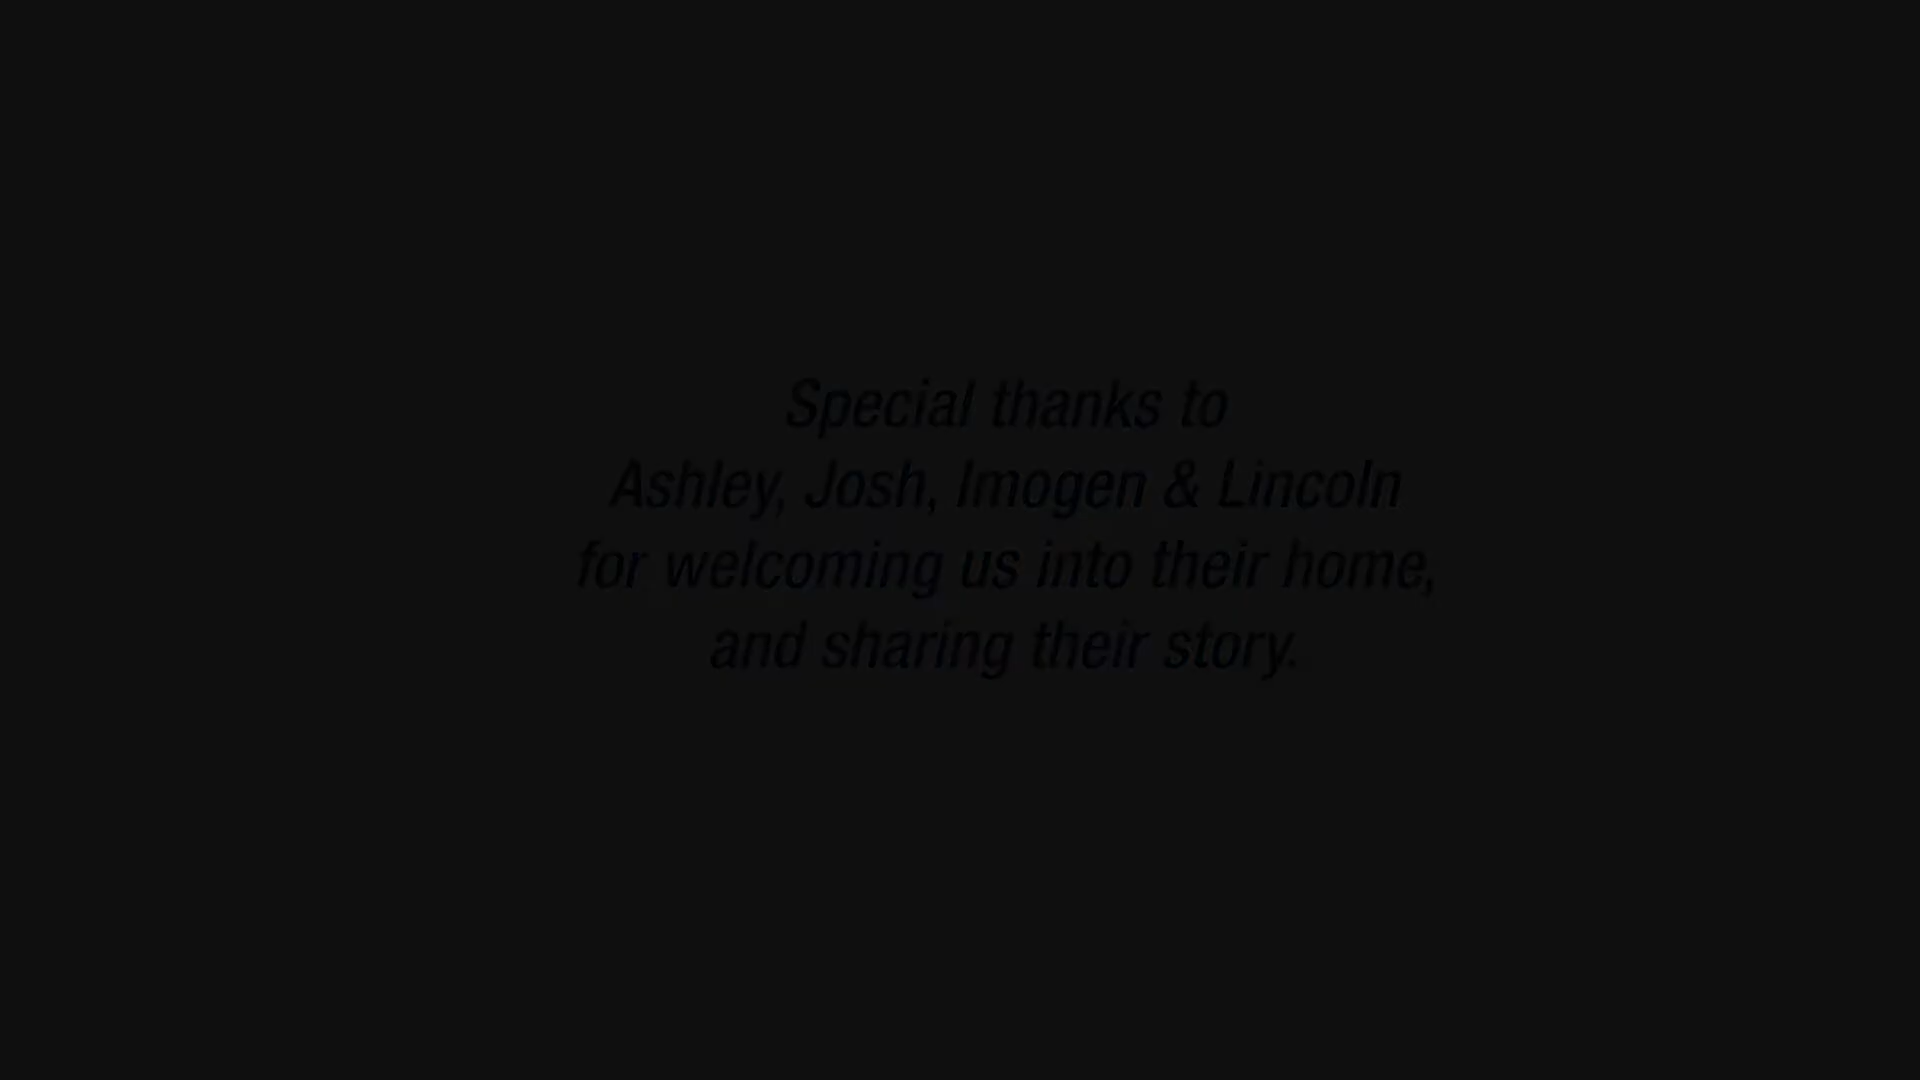 Special thanks to
Ashley, Josh, Imogen & Lincoln
for welcoming us into their home,
and sharing their story.